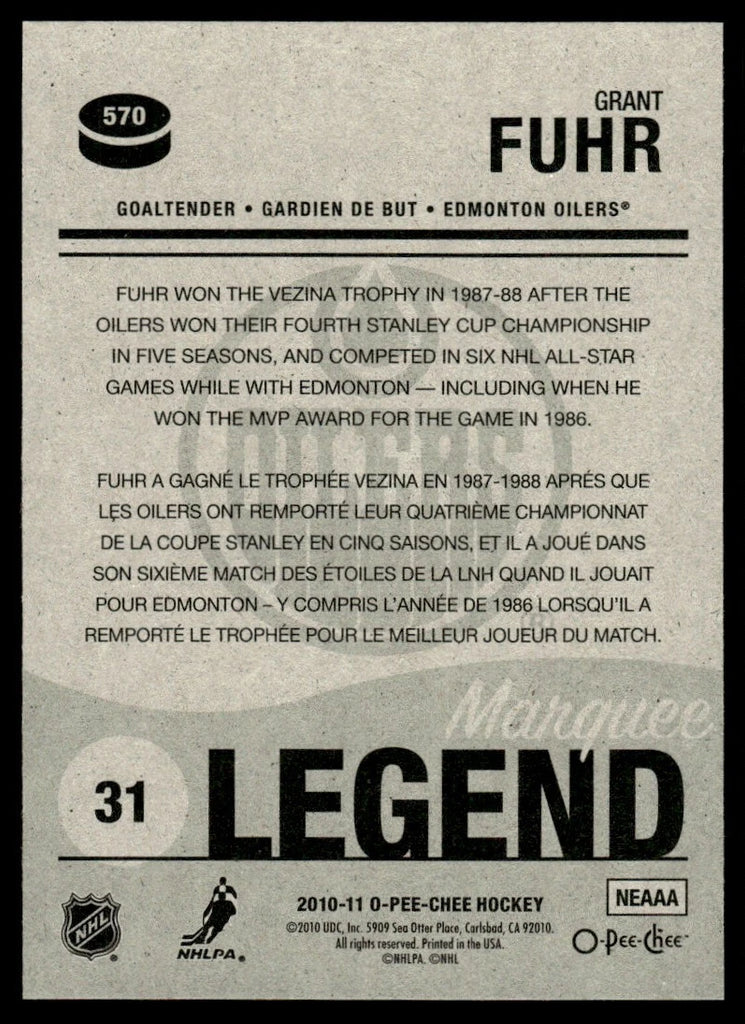 570
GRANT
FUHR
GOALTENDER • GARDIEN DE BUT • EDMONTON OILERS®
FUHR WON THE VEZINA TROPHY IN 1987-88 AFTER THE
OILERS WON THEIR FOURTH STANLEY CUP CHAMPIONSHIP
IN FIVE SEASONS, AND COMPETED IN SIX NHL ALL-STAR
GAMES WHILE WITH EDMONTON — INCLUDING WHEN HE
WON THE MVP AWARD FOR THE GAME IN 1986.
OILERS
FUHR A GAGNÉ LE TROPHÉE VEZINA EN 1987-1988 APRÉS QUE
LES OILERS ONT REMPORTÉ LEUR QUATRIÈME CHAMPIONNAT
DE LA COUPE STANLEY EN CINQ SAISONS, ET IL A JOUÉ DANS
SON SIXIÈME MATCH DES ÉTOILES DE LA LNH QUAND IL JOUAIT
POUR EDMONTON – Y COMPRIS L'ANNÉE DE 1986 LORSQU'IL A
REMPORTÉ LE TROPHÉE POUR LE MEILLEUR JOUEUR DU MATCH.
Marquee
31
LEGEND
NHL®
NHLPA®
2010-11 O-PEE-CHEE HOCKEY
©2010 UDC, Inc. 5909 Sea Otter Place, Carlsbad, CA 92010.
All rights reserved. Printed in the USA.
©NHLPA. ©NHL
NEAAA
O-Pee-Chee™